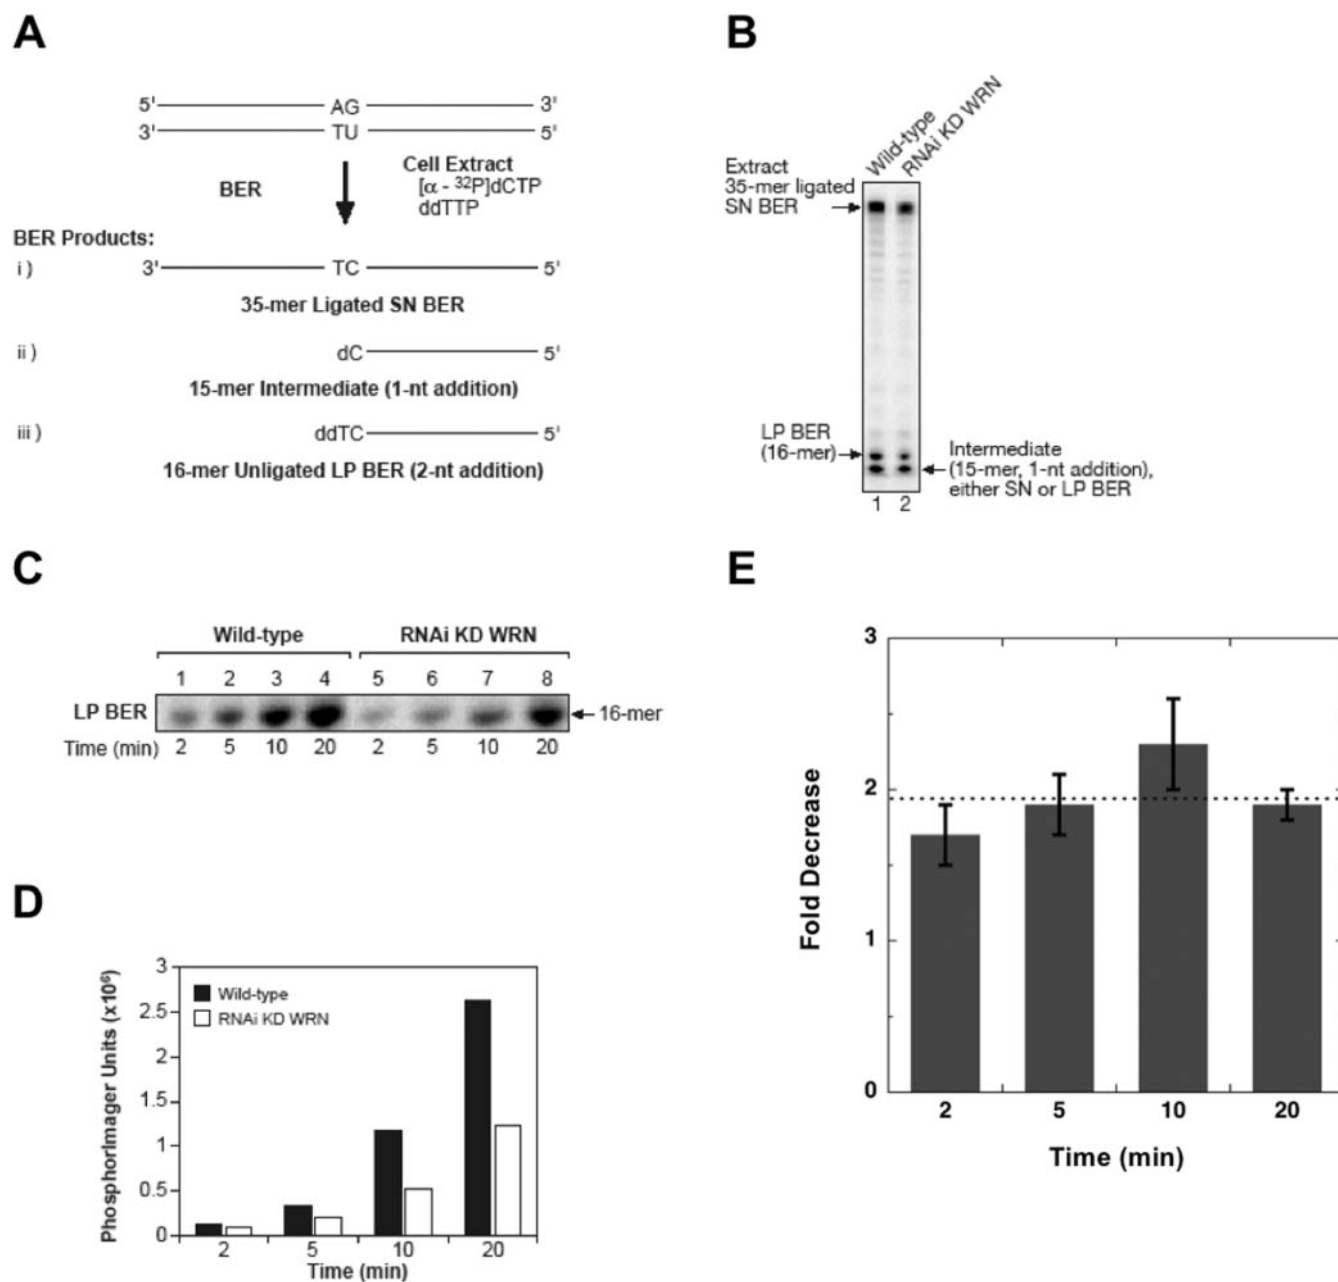 A
5' AG 3'
3' TU 5'
BER
Cell Extract
[α - ³²P]dCTP
ddTTP
BER Products:
i ) 3' TC 5'
35-mer Ligated SN BER
ii ) dC 5'
15-mer Intermediate (1-nt addition)
iii ) ddTC 5'
16-mer Unligated LP BER (2-nt addition)
B
Wild-type
RNAi KD WRN
Extract
35-mer ligated
SN BER
LP BER
(16-mer)
Intermediate
(15-mer, 1-nt addition),
either SN or LP BER
1 2
C
Wild-type RNAi KD WRN
1 2 3 4 5 6 7 8
LP BER 16-mer
Time (min) 2 5 10 20 2 5 10 20
D
PhosphorImager Units (x10⁶)
3
2.5
2
1.5
1
0.5
0
Wild-type
RNAi KD WRN
2 5 10 20
Time (min)
E
Fold Decrease
3
2
1
0
2 5 10 20
Time (min)